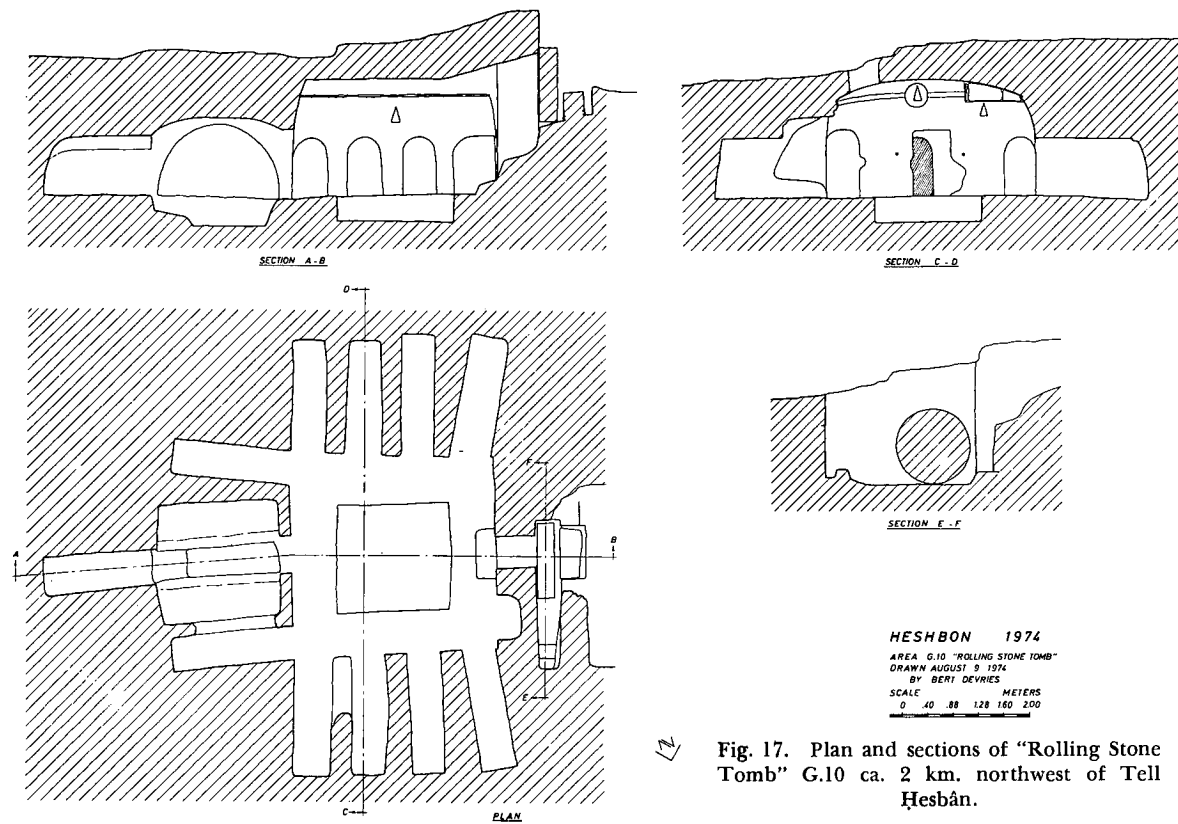 SECTION A-B
SECTION C-D
D
F
A
B
E
C
PLAN
SECTION E-F
HESHBON 1974
AREA G.10 "ROLLING STONE TOMB"
DRAWN AUGUST 9 1974
BY BERT DEVRIES
SCALE METERS
0 .40 .88 1.28 1.60 2.00
N
Fig. 17. Plan and sections of "Rolling Stone
Tomb" G.10 ca. 2 km. northwest of Tell
Ḥesbân.